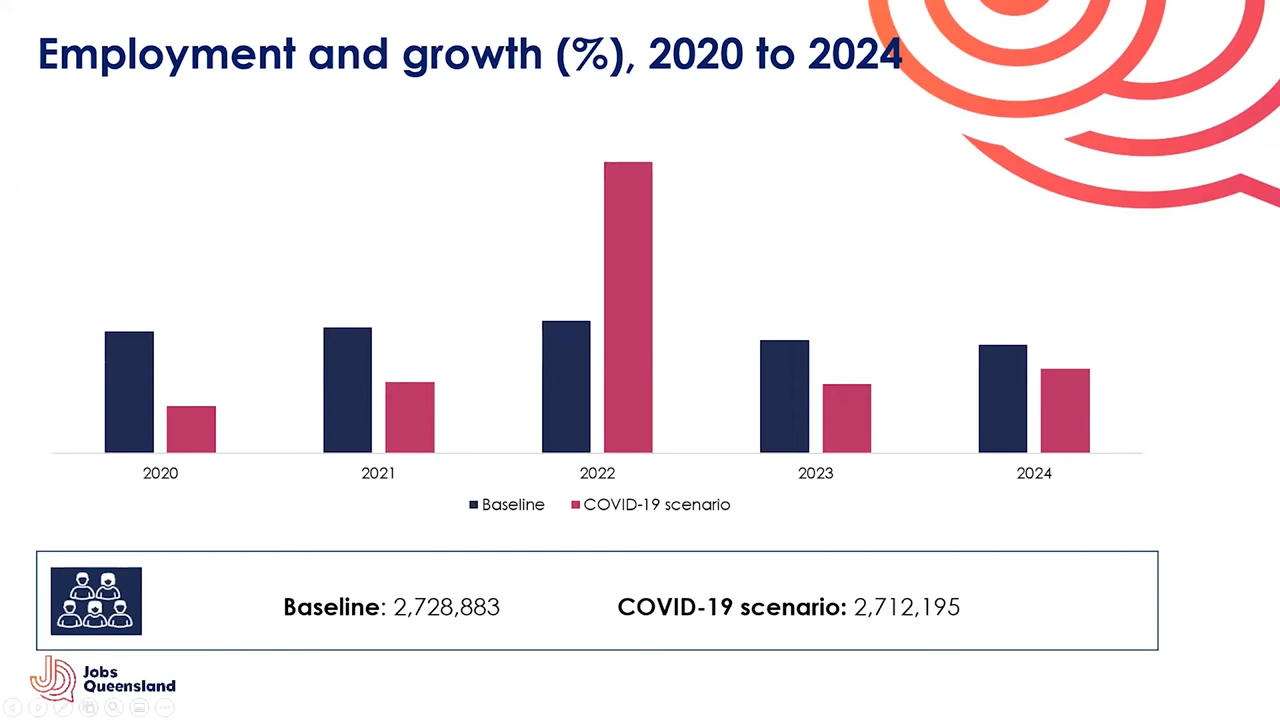 Employment and growth (%), 2020 to 2024
2020 2021 2022 2023 2024
Baseline COVID-19 scenario
Baseline: 2,728,883 COVID-19 scenario: 2,712,195
Jobs
Queensland